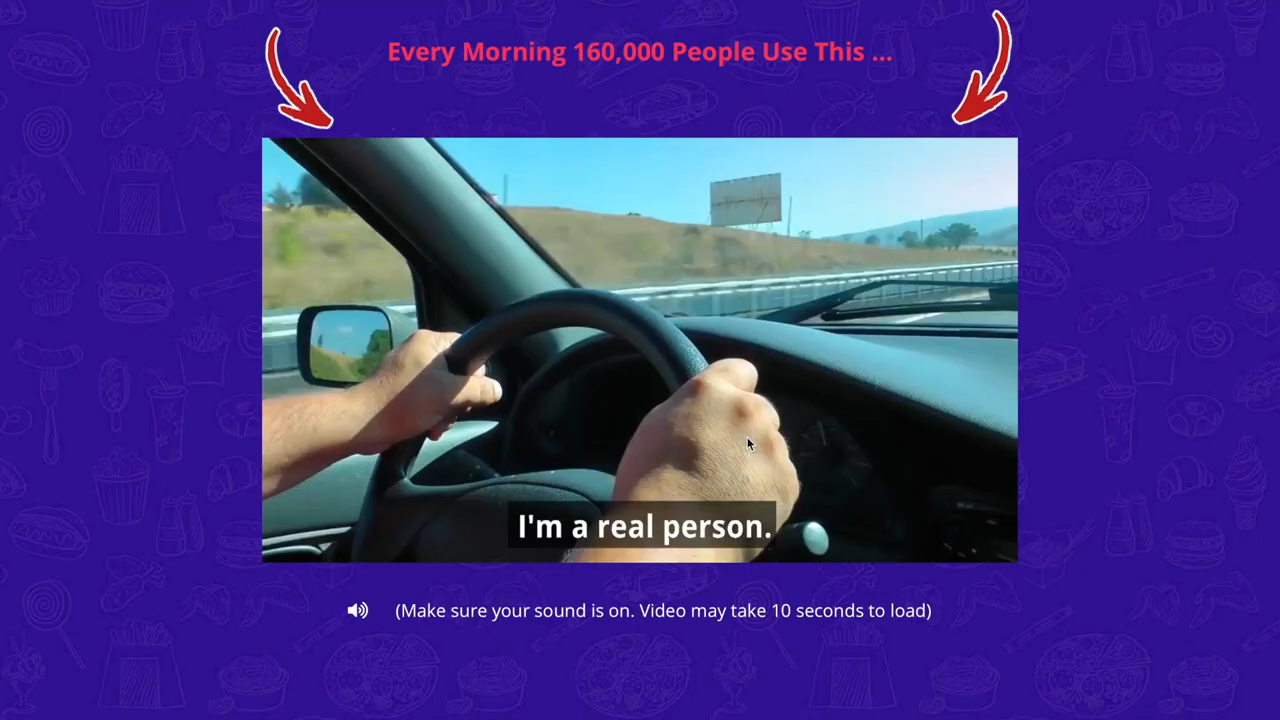 Every Morning 160,000 People Use This ...
I'm a real person.
(Make sure your sound is on. Video may take 10 seconds to load)